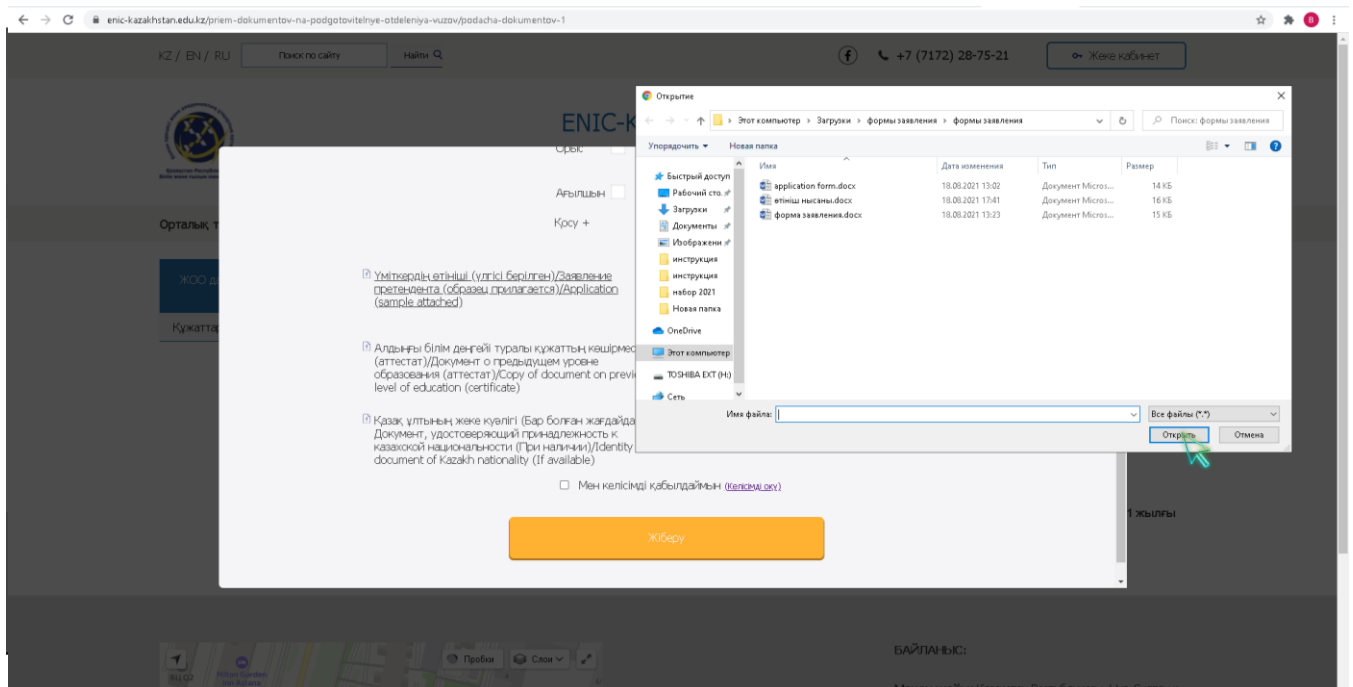 enic-kazakhstan.edu.kz/priem-dokumentov-na-podgotovitelnye-otdeleniya-vuzov/podacha-dokumentov-1
B
KZ / EN / RU
Поиск по сайту
Найти
+7 (7172) 28-75-21
Жеке кабинет
ENIC-K
Орталық т
ЖОО д
Құжатта
Орыс
Ағылшын
Қосу +
Үміткердің өтініші (үлгісі берілген)/Заявление
претендента (образец прилагается)/Application
(sample attached)
Алдыңғы білім деңгейі туралы құжаттың көшірмес
(аттестат)/Документ о предыдущем уровне
образования (аттестат)/Copy of document on previ
level of education (certificate)
Қазақ ұлтының жеке куәлігі (Бар болған жағдайда
Документ, удостоверяющий принадлежность к
казахской национальности (При наличии)/Identity
document of Kazakh nationality (If available)
Мен келісімді қабылдаймын (Келісімді оқу)
Жіберу
Открытие
Этот компьютер › Загрузки › формы заявления › формы заявления
Поиск: формы заявления
Упорядочить
Новая папка
Быстрый доступ
Рабочий сто.
Загрузки
Документы
Изображени
инструкция
инструкция
набор 2021
Новая папка
OneDrive
Этот компьютер
TOSHIBA EXT (H:)
Сеть
Имя Дата изменения Тип Размер
application form.docx 18.08.2021 13:02 Документ Micros... 14 КБ
өтініш нысаны.docx 18.08.2021 17:41 Документ Micros... 16 КБ
форма заявления.docx 18.08.2021 13:23 Документ Micros... 15 КБ
Имя файла:
Все файлы (*.*)
Открыть
Отмена
1 жылғы
Пробки
Слои
Hilton Garden
Inn Astana
БАЙЛАНЫС: